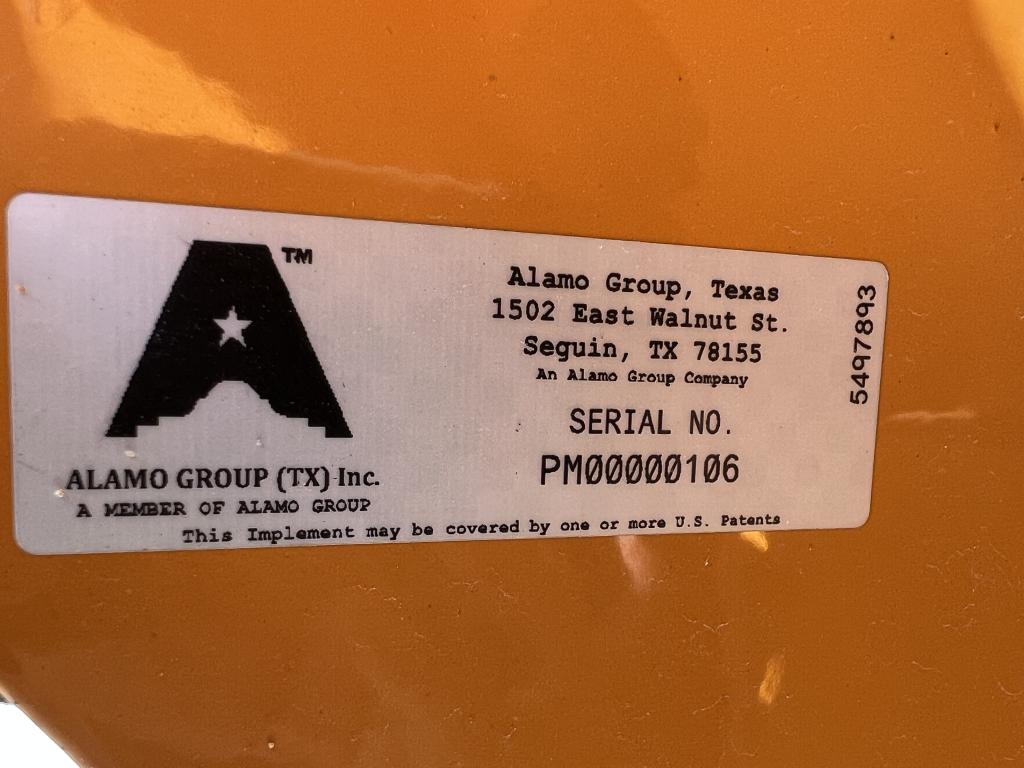 TM
ALAMO GROUP (TX) Inc.
A MEMBER OF ALAMO GROUP
Alamo Group, Texas
1502 East Walnut St.
Seguin, TX 78155
An Alamo Group Company
SERIAL NO.
PM00000106
5497893
This Implement may be covered by one or more U.S. Patents